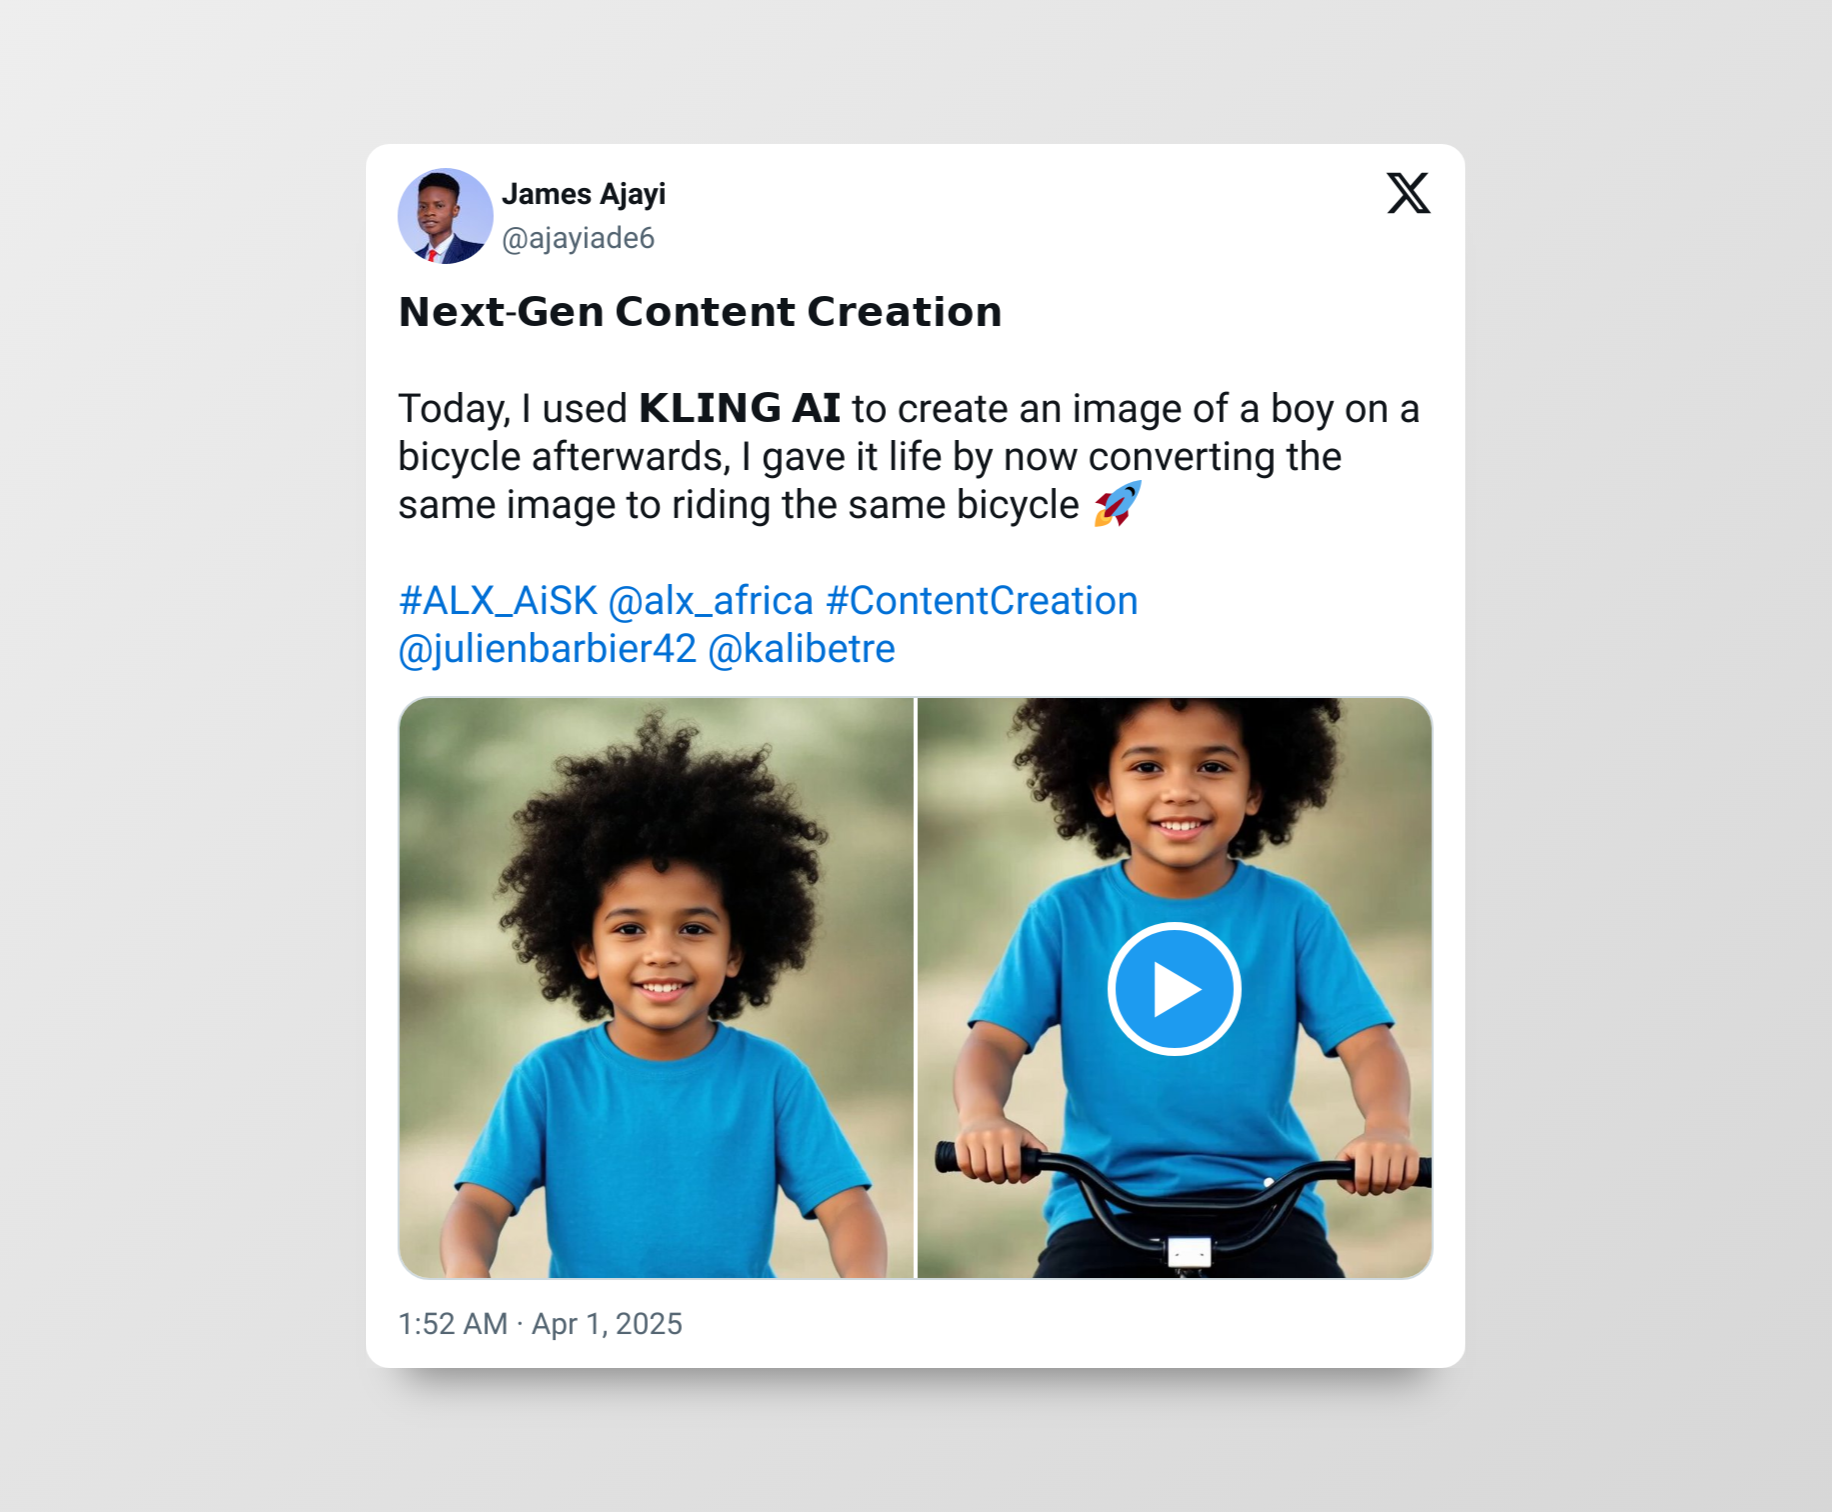 James Ajayi
@ajayiade6
Next-Gen Content Creation
Today, I used KLING AI to create an image of a boy on a
bicycle afterwards, I gave it life by now converting the
same image to riding the same bicycle 🚀
#ALX_AiSK @alx_africa #ContentCreation
@julienbarbier42 @kalibetre
1:52 AM · Apr 1, 2025